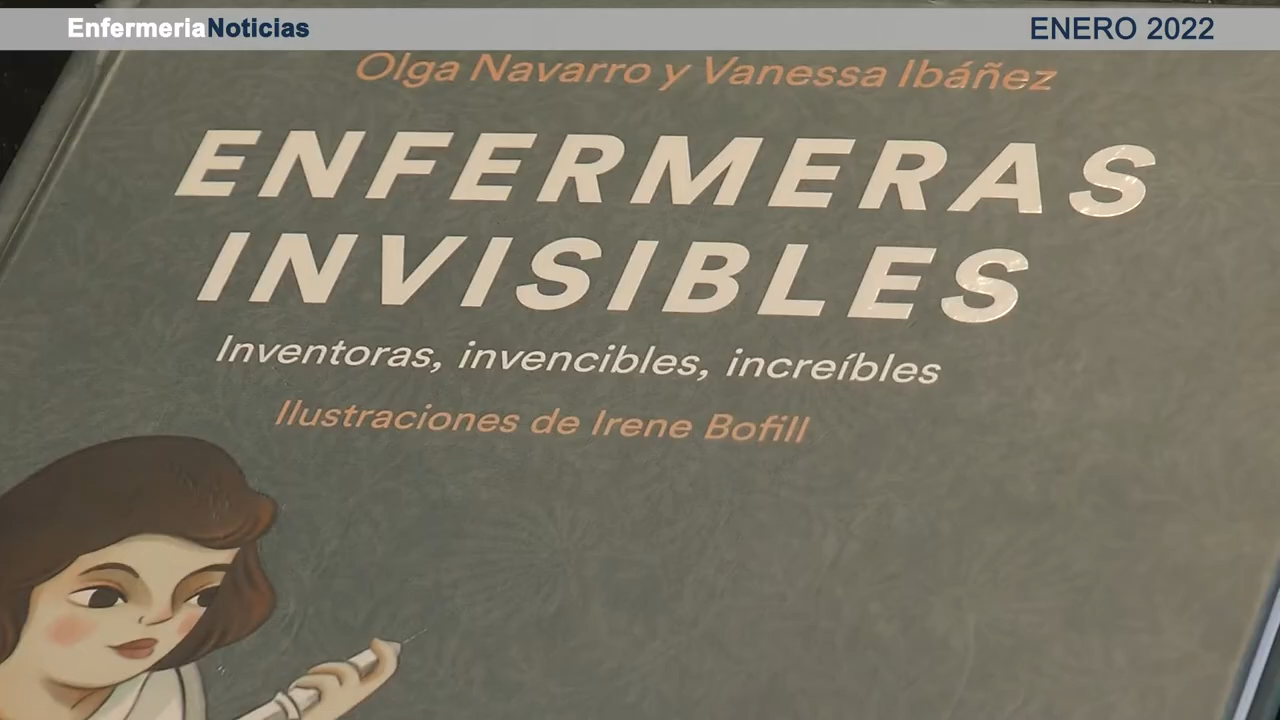 EnfermeriaNoticias
ENERO 2022
Olga Navarro y Vanessa Ibáñez
ENFERMERAS
INVISIBLES
Inventoras, invencibles, increíbles
Ilustraciones de Irene Bofill